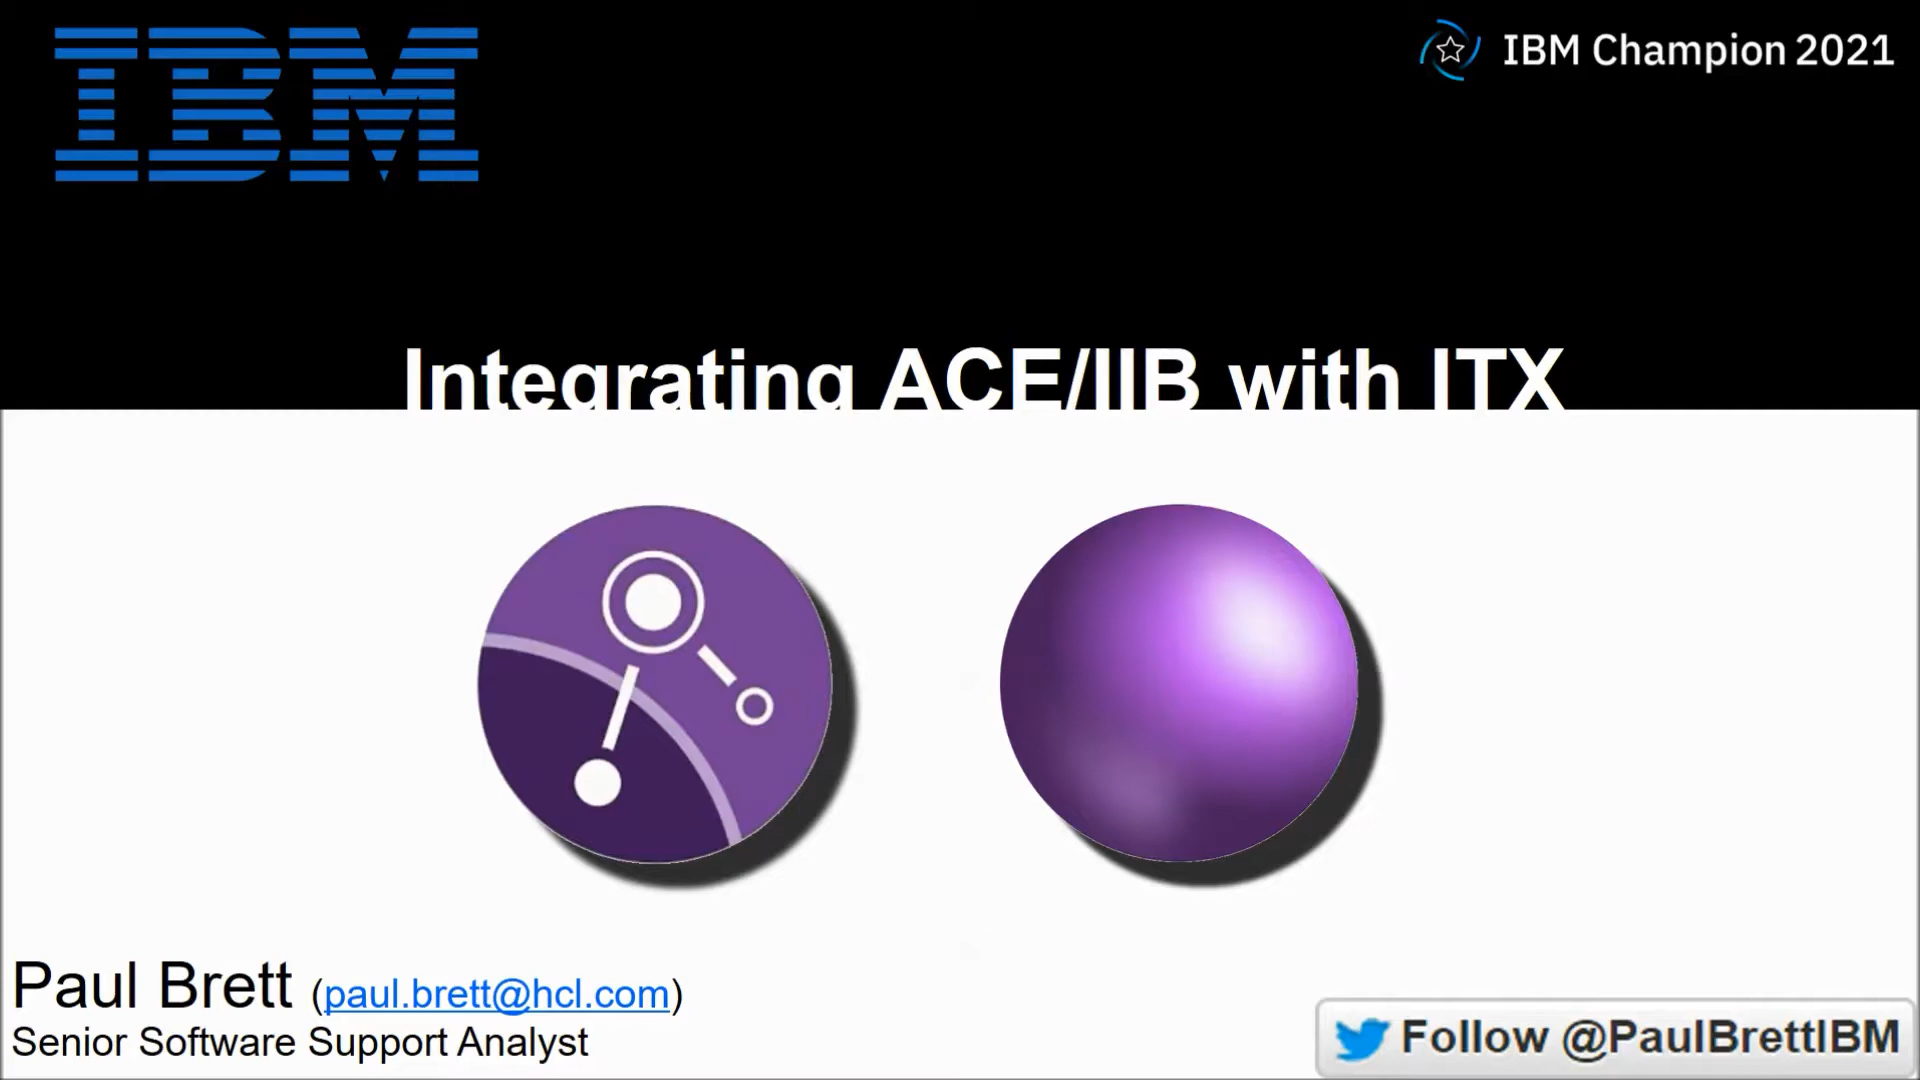 IBM
IBM Champion 2021
Integrating ACE/IIB with ITX
Paul Brett (paul.brett@hcl.com)
Senior Software Support Analyst
Follow @PaulBrettIBM